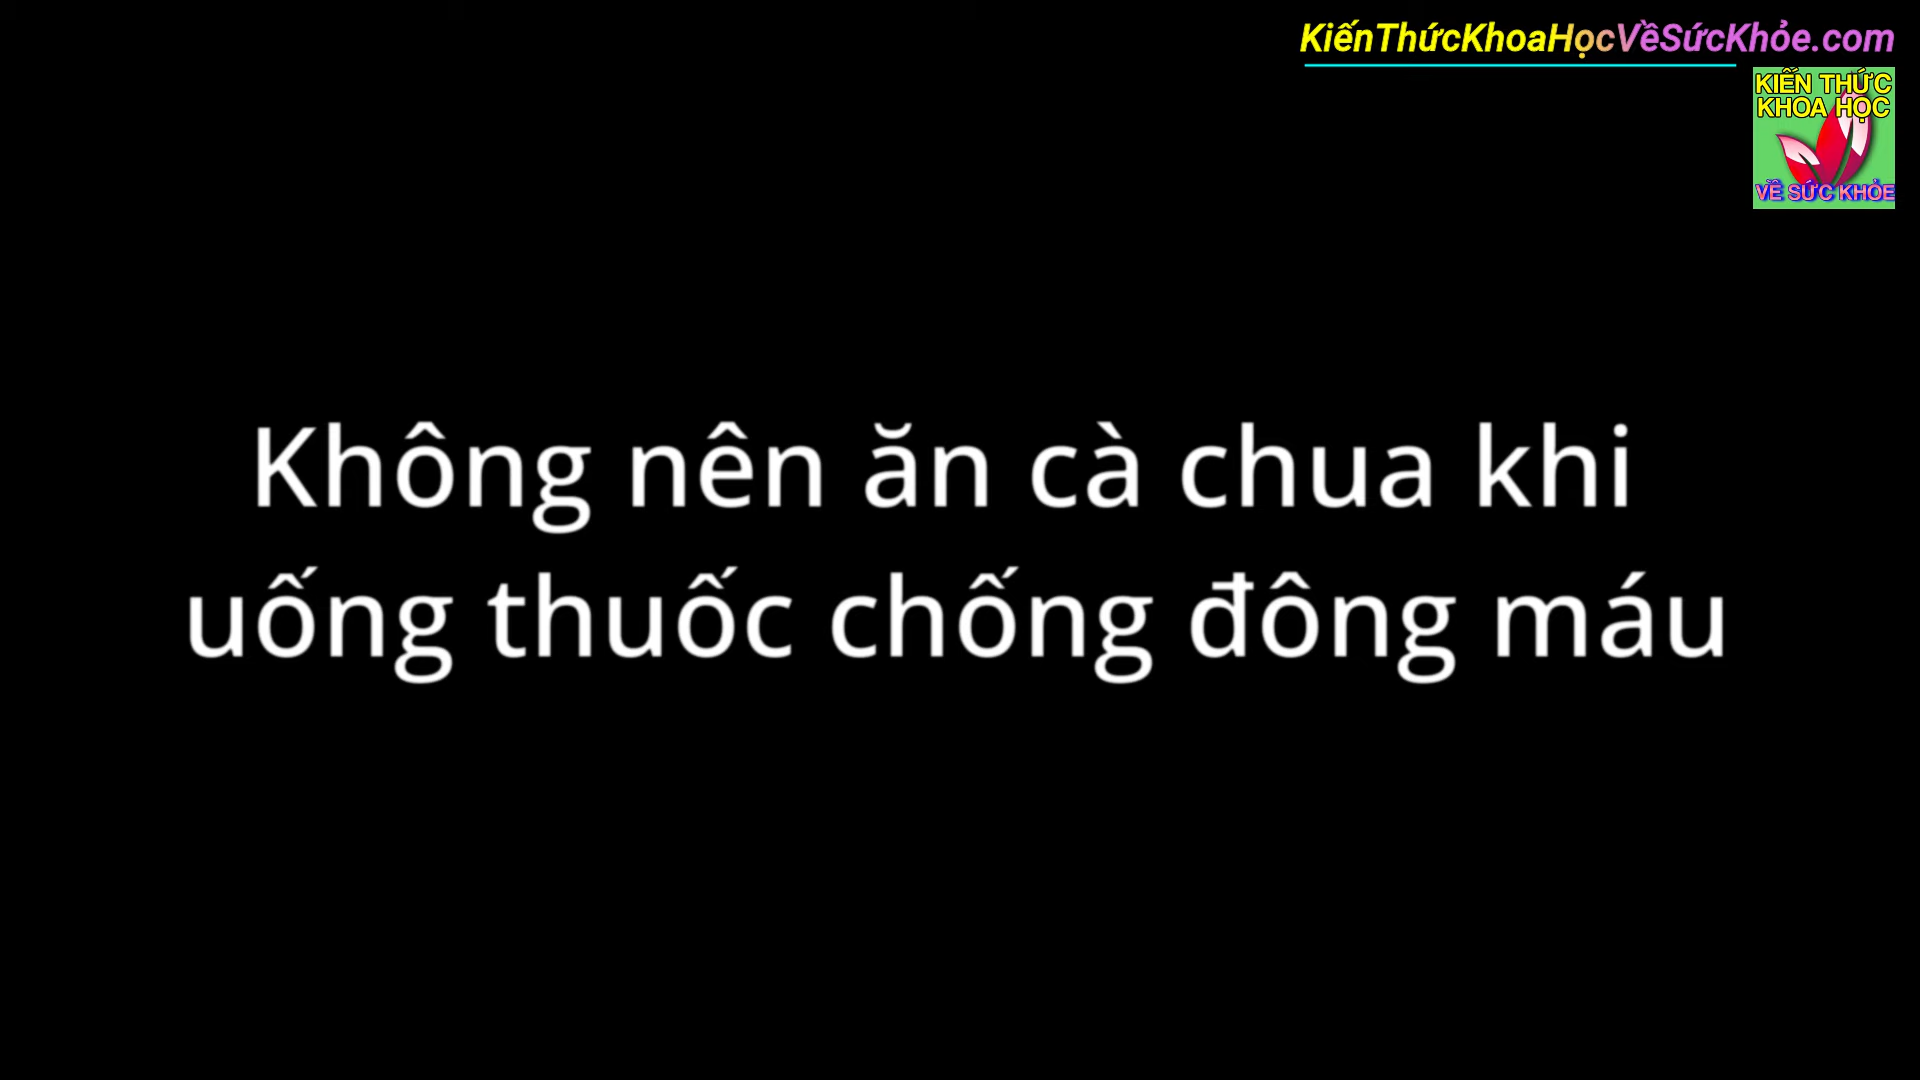 KiếnThứcKhoaHọcVềSứcKhỏe.com
KIẾN THỨC
KHOA HỌC
VỀ SỨC KHỎE
Không nên ăn cà chua khi
uống thuốc chống đông máu